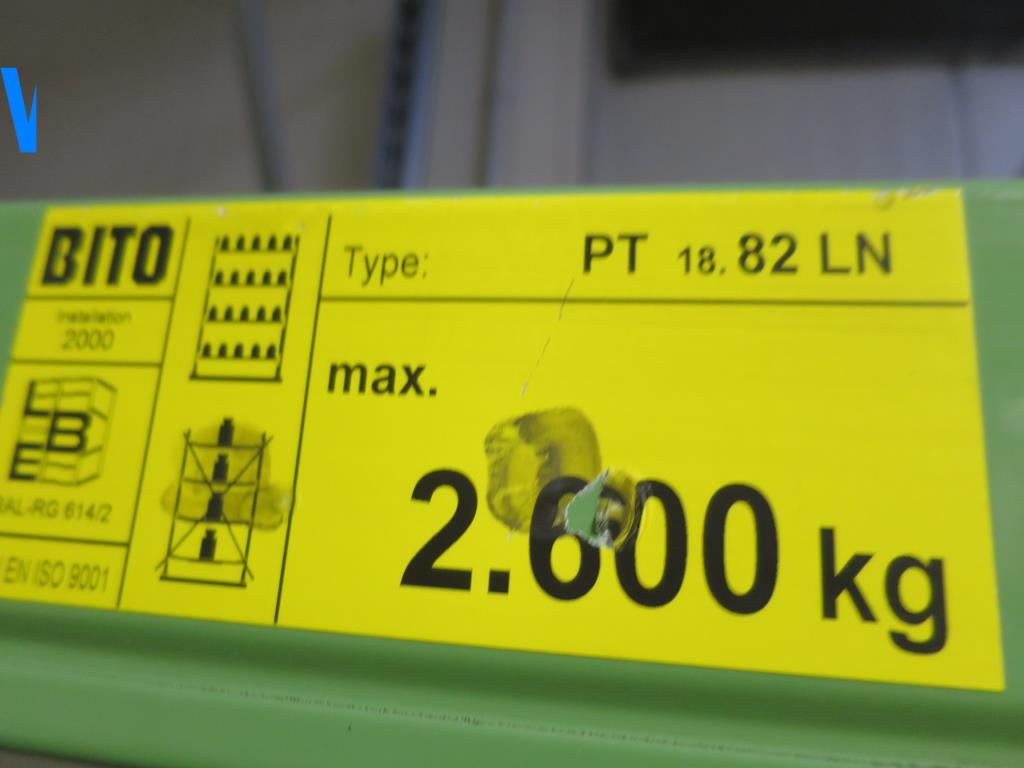 BITO
Installation
2000
LBE
RAL-RG 614/2
EN ISO 9001
Type: PT 18.82 LN
max.
2.600 kg